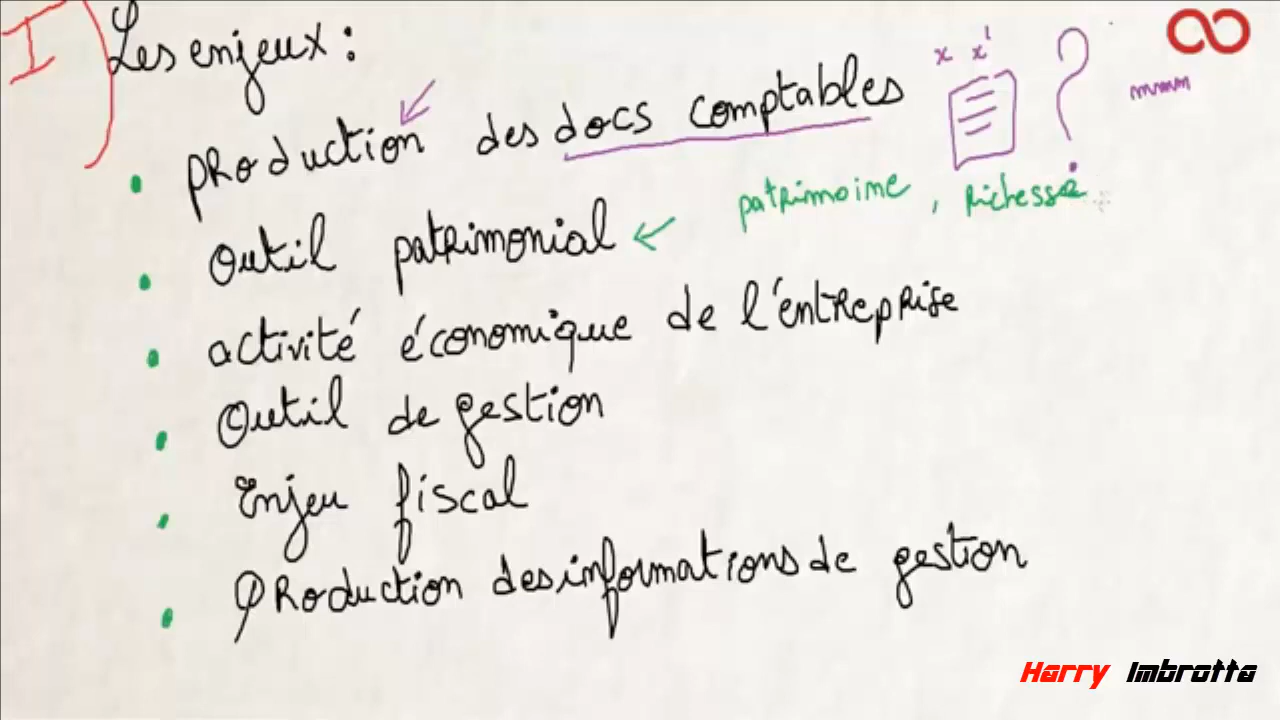 I) Les enjeux :
• production des docs comptables x x' ?
patrimoine, Richesse
• Outil patrimonial
• activité économique de l'entreprise
• Outil de gestion
• Enjeu fiscal
• Production des informations de gestion
Harry Imbrotta